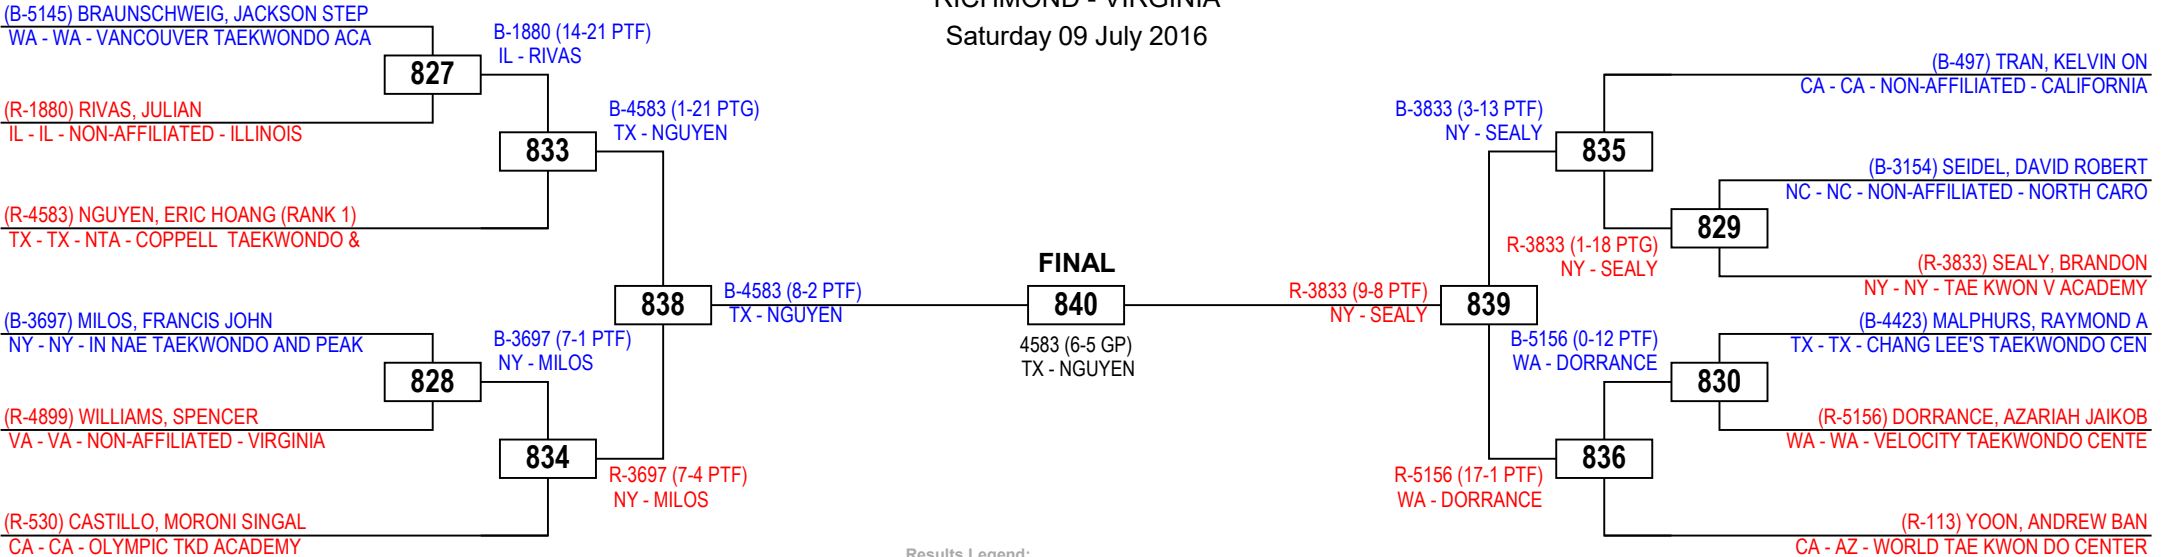 RICHMOND - VIRGINIA
Saturday 09 July 2016
(B-5145) BRAUNSCHWEIG, JACKSON STEP
WA - WA - VANCOUVER TAEKWONDO ACA
827
(R-1880) RIVAS, JULIAN
IL - IL - NON-AFFILIATED - ILLINOIS
B-1880 (14-21 PTF)
IL - RIVAS
833
(R-4583) NGUYEN, ERIC HOANG (RANK 1)
TX - TX - NTA - COPPELL TAEKWONDO &
B-4583 (1-21 PTG)
TX - NGUYEN
838
(B-3697) MILOS, FRANCIS JOHN
NY - NY - IN NAE TAEKWONDO AND PEAK
828
(R-4899) WILLIAMS, SPENCER
VA - VA - NON-AFFILIATED - VIRGINIA
B-3697 (7-1 PTF)
NY - MILOS
834
R-3697 (7-4 PTF)
NY - MILOS
(R-530) CASTILLO, MORONI SINGAL
CA - CA - OLYMPIC TKD ACADEMY
B-4583 (8-2 PTF)
TX - NGUYEN
FINAL
840
4583 (6-5 GP)
TX - NGUYEN
R-3833 (9-8 PTF)
NY - SEALY
839
B-3833 (3-13 PTF)
NY - SEALY
835
(B-497) TRAN, KELVIN ON
CA - CA - NON-AFFILIATED - CALIFORNIA
(B-3154) SEIDEL, DAVID ROBERT
NC - NC - NON-AFFILIATED - NORTH CARO
829
R-3833 (1-18 PTG)
NY - SEALY
(R-3833) SEALY, BRANDON
NY - NY - TAE KWON V ACADEMY
(B-4423) MALPHURS, RAYMOND A
TX - TX - CHANG LEE'S TAEKWONDO CEN
B-5156 (0-12 PTF)
WA - DORRANCE
830
(R-5156) DORRANCE, AZARIAH JAIKOB
WA - WA - VELOCITY TAEKWONDO CENTE
836
R-5156 (17-1 PTF)
WA - DORRANCE
(R-113) YOON, ANDREW BAN
CA - AZ - WORLD TAE KWON DO CENTER
Results Legend: